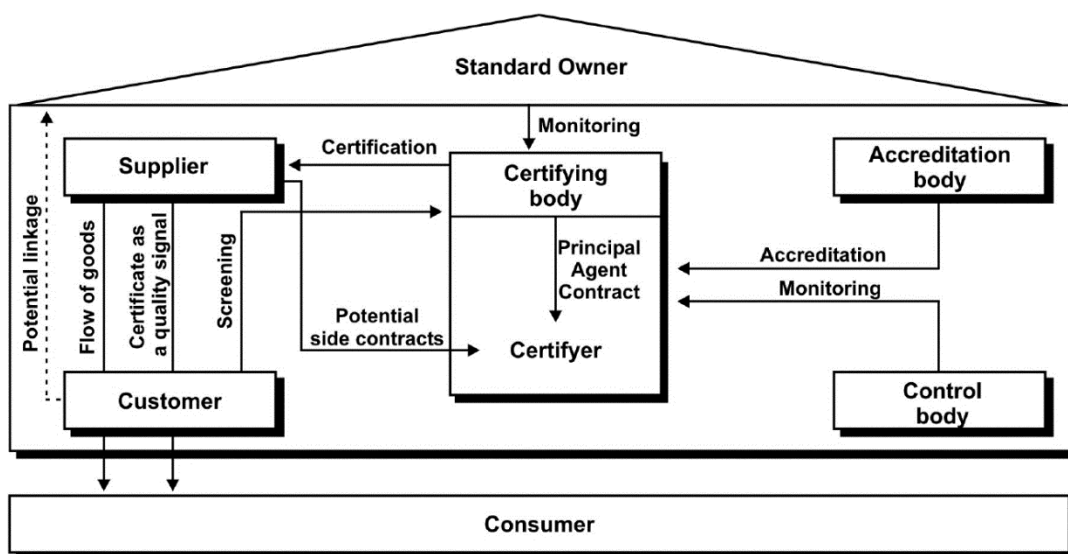 Standard Owner
Monitoring
Supplier
Certification
Certifying
body
Accreditation
body
Potential linkage
Flow of goods
Certificate as
a quality signal
Screening
Principal
Agent
Contract
Accreditation
Monitoring
Potential
side contracts
Certifyer
Customer
Control
body
Consumer